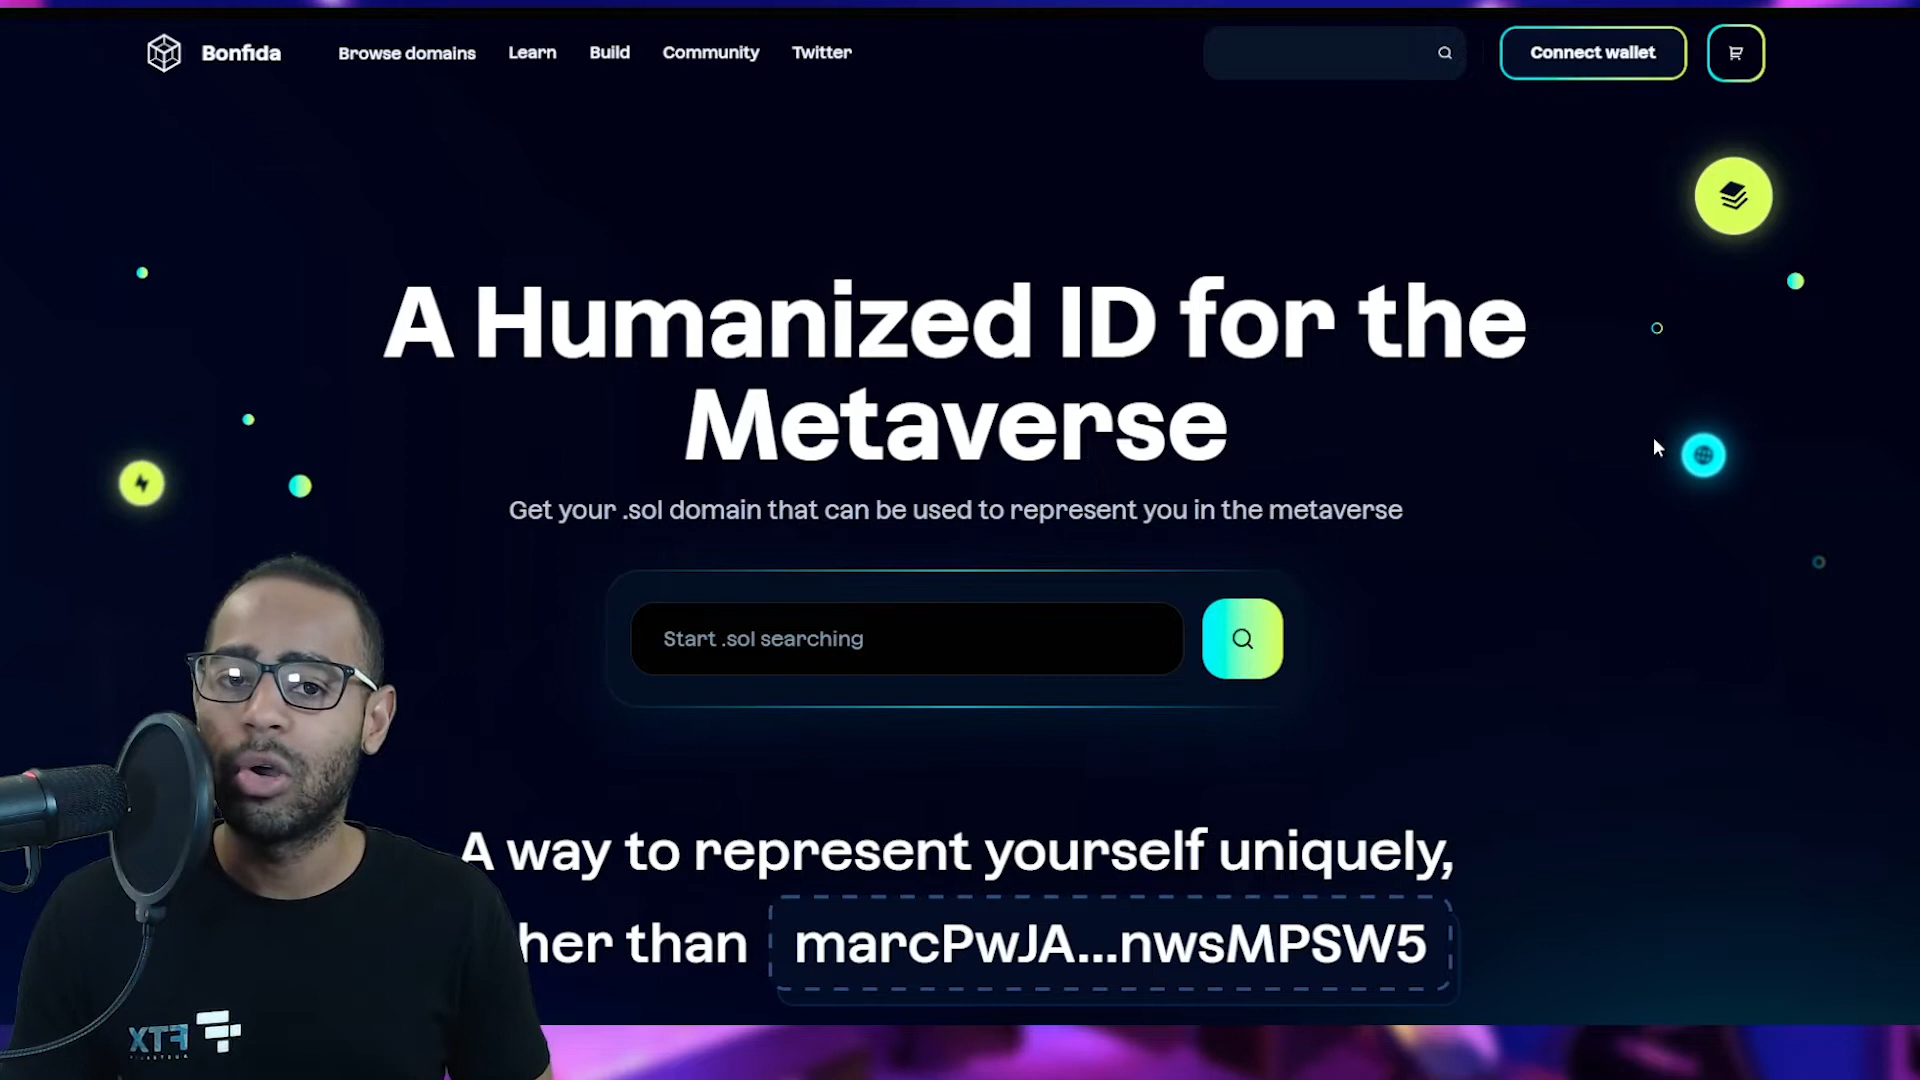 Bonfida
Browse domains
Learn
Build
Community
Twitter
Connect wallet
A Humanized ID for the
Metaverse
Get your .sol domain that can be used to represent you in the metaverse
Start .sol searching
A way to represent yourself uniquely,
her than
marcPwJA...nwsMPSW5
FTX